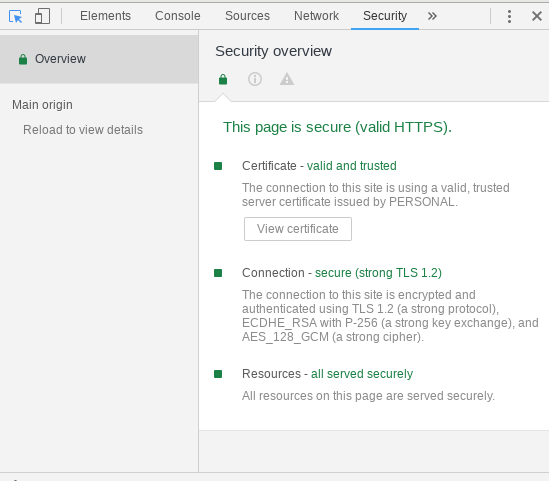 Elements Console Sources Network Security »
Overview
Main origin
Reload to view details
Security overview
This page is secure (valid HTTPS).
Certificate - valid and trusted
The connection to this site is using a valid, trusted
server certificate issued by PERSONAL.
View certificate
Connection - secure (strong TLS 1.2)
The connection to this site is encrypted and
authenticated using TLS 1.2 (a strong protocol),
ECDHE_RSA with P-256 (a strong key exchange), and
AES_128_GCM (a strong cipher).
Resources - all served securely
All resources on this page are served securely.